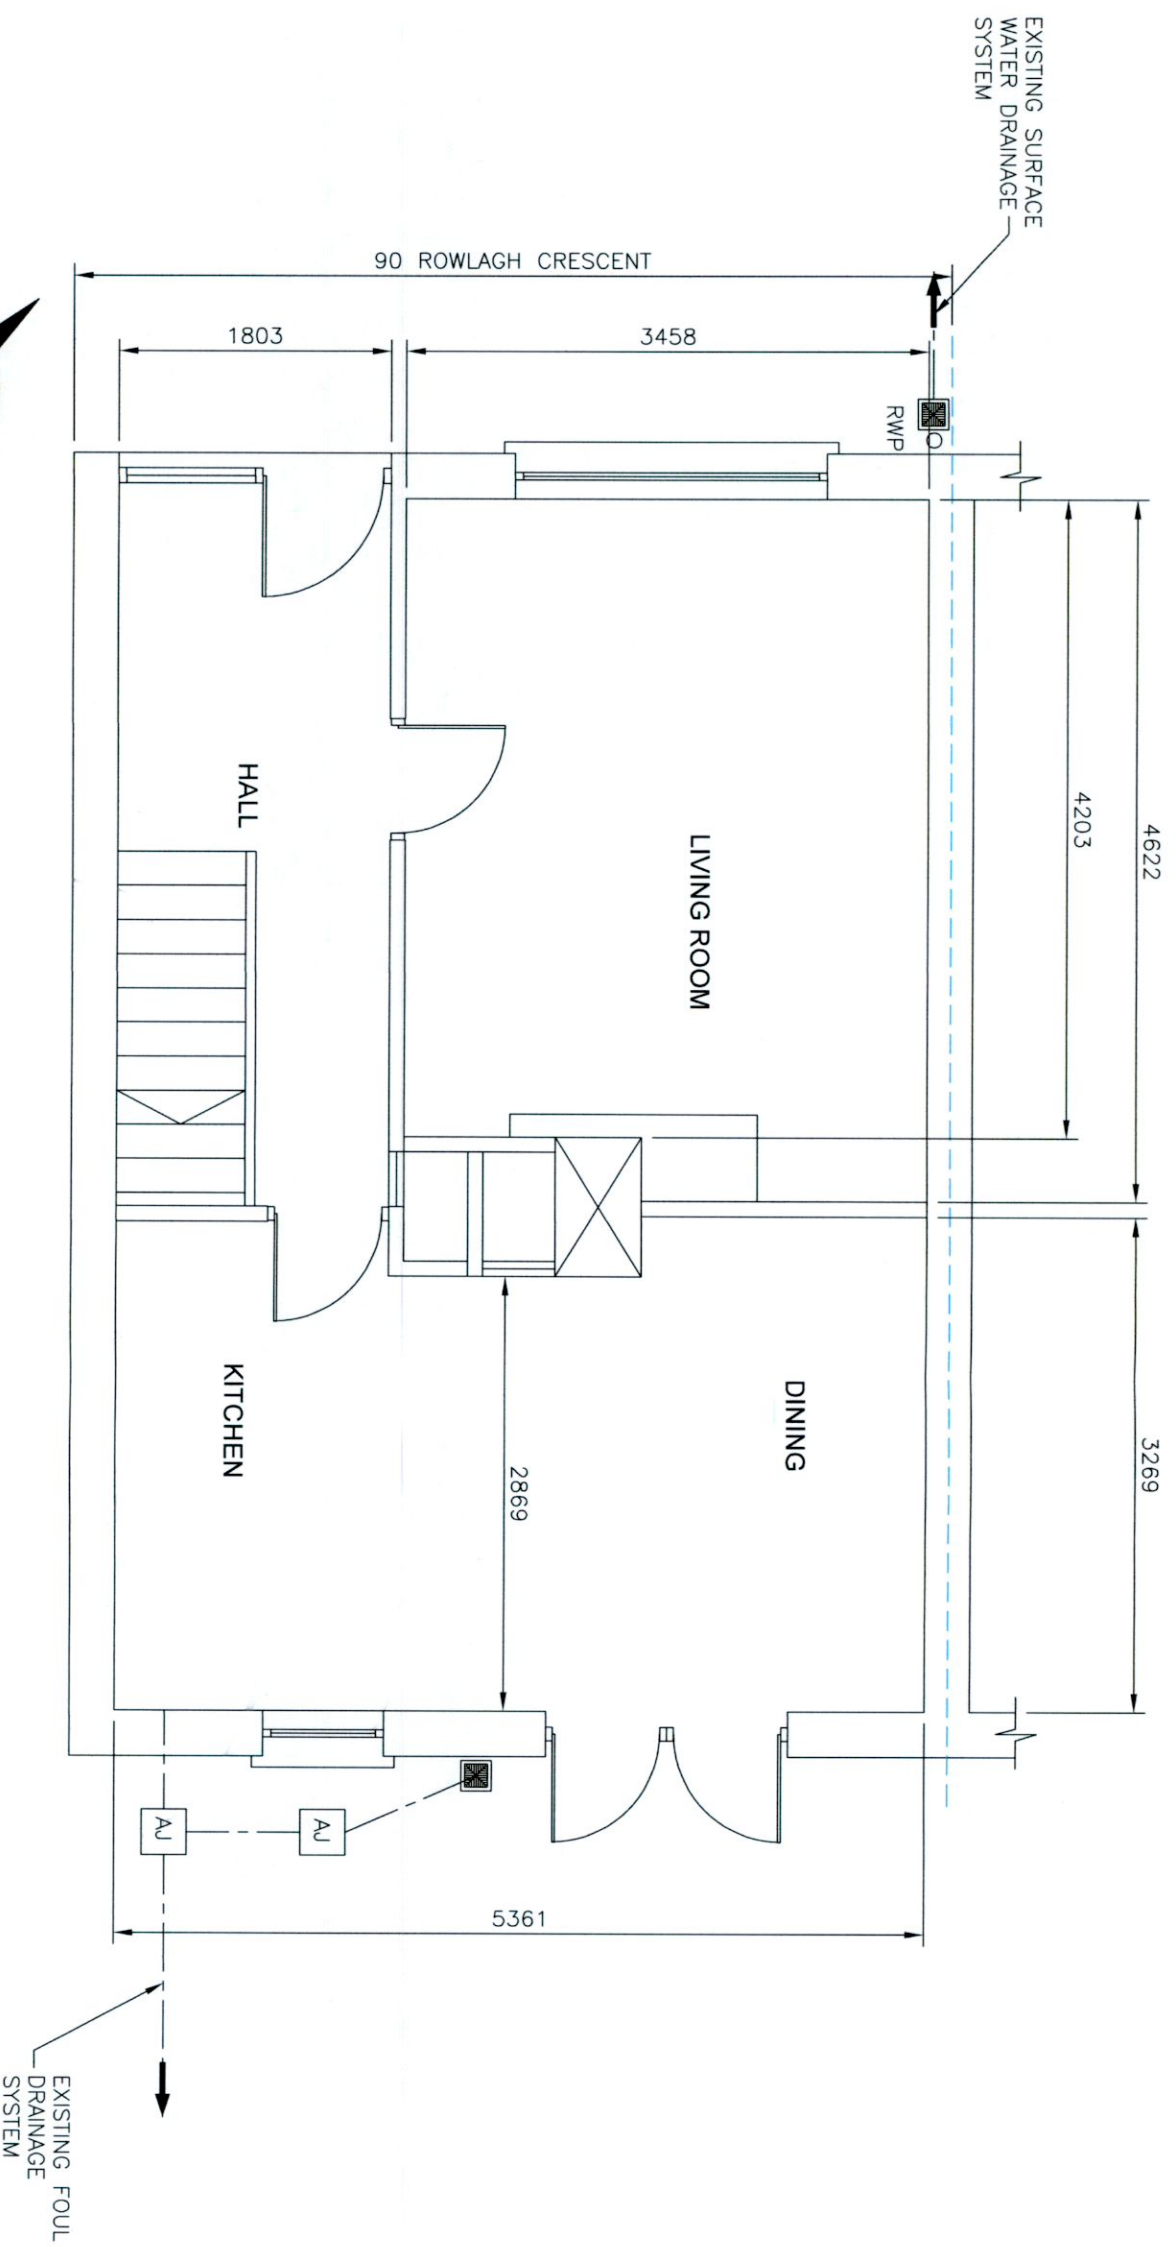 EXISTING SURFACE
WATER DRAINAGE
SYSTEM
90 ROWLAGH CRESCENT
1803
3458
RWP
4622
4203
HALL
LIVING ROOM
3269
2869
KITCHEN
DINING
AJ
AJ
5361
EXISTING FOUL
DRAINAGE
SYSTEM